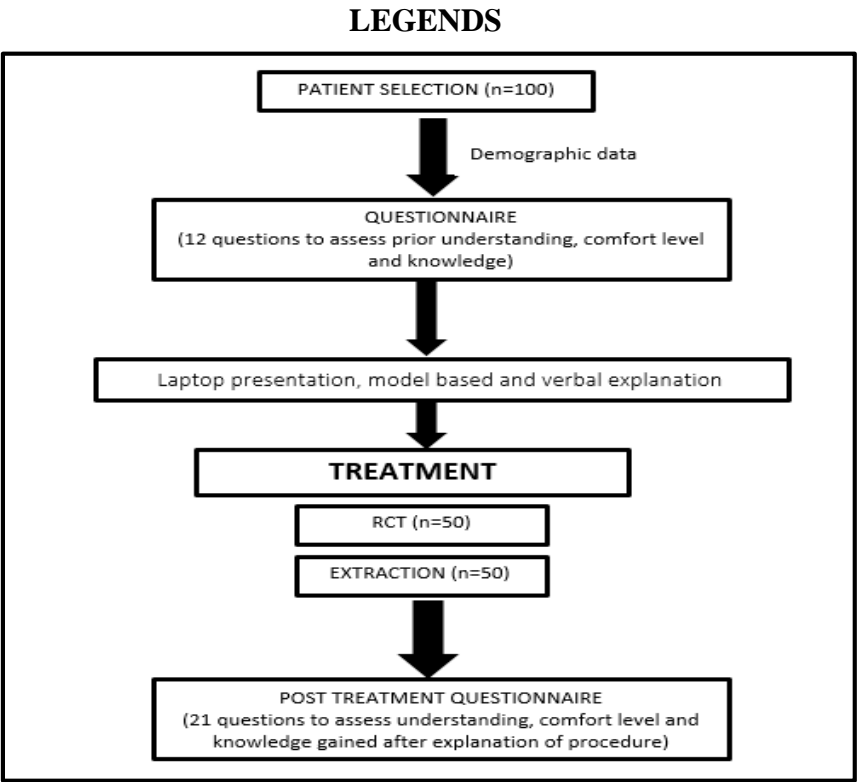 LEGENDS
PATIENT SELECTION (n=100)
Demographic data
QUESTIONNAIRE
(12 questions to assess prior understanding, comfort level
and knowledge)
Laptop presentation, model based and verbal explanation
TREATMENT
RCT (n=50)
EXTRACTION (n=50)
POST TREATMENT QUESTIONNAIRE
(21 questions to assess understanding, comfort level and
knowledge gained after explanation of procedure)